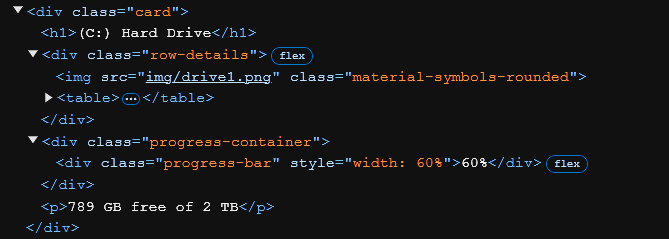 <div class="card">
<h1>(C:) Hard Drive</h1>
<div class="row-details"> flex
<img src="img/drive1.png" class="material-symbols-rounded">
<table> … </table>
</div>
<div class="progress-container">
<div class="progress-bar" style="width: 60%">60%</div> flex
</div>
<p>789 GB free of 2 TB</p>
</div>